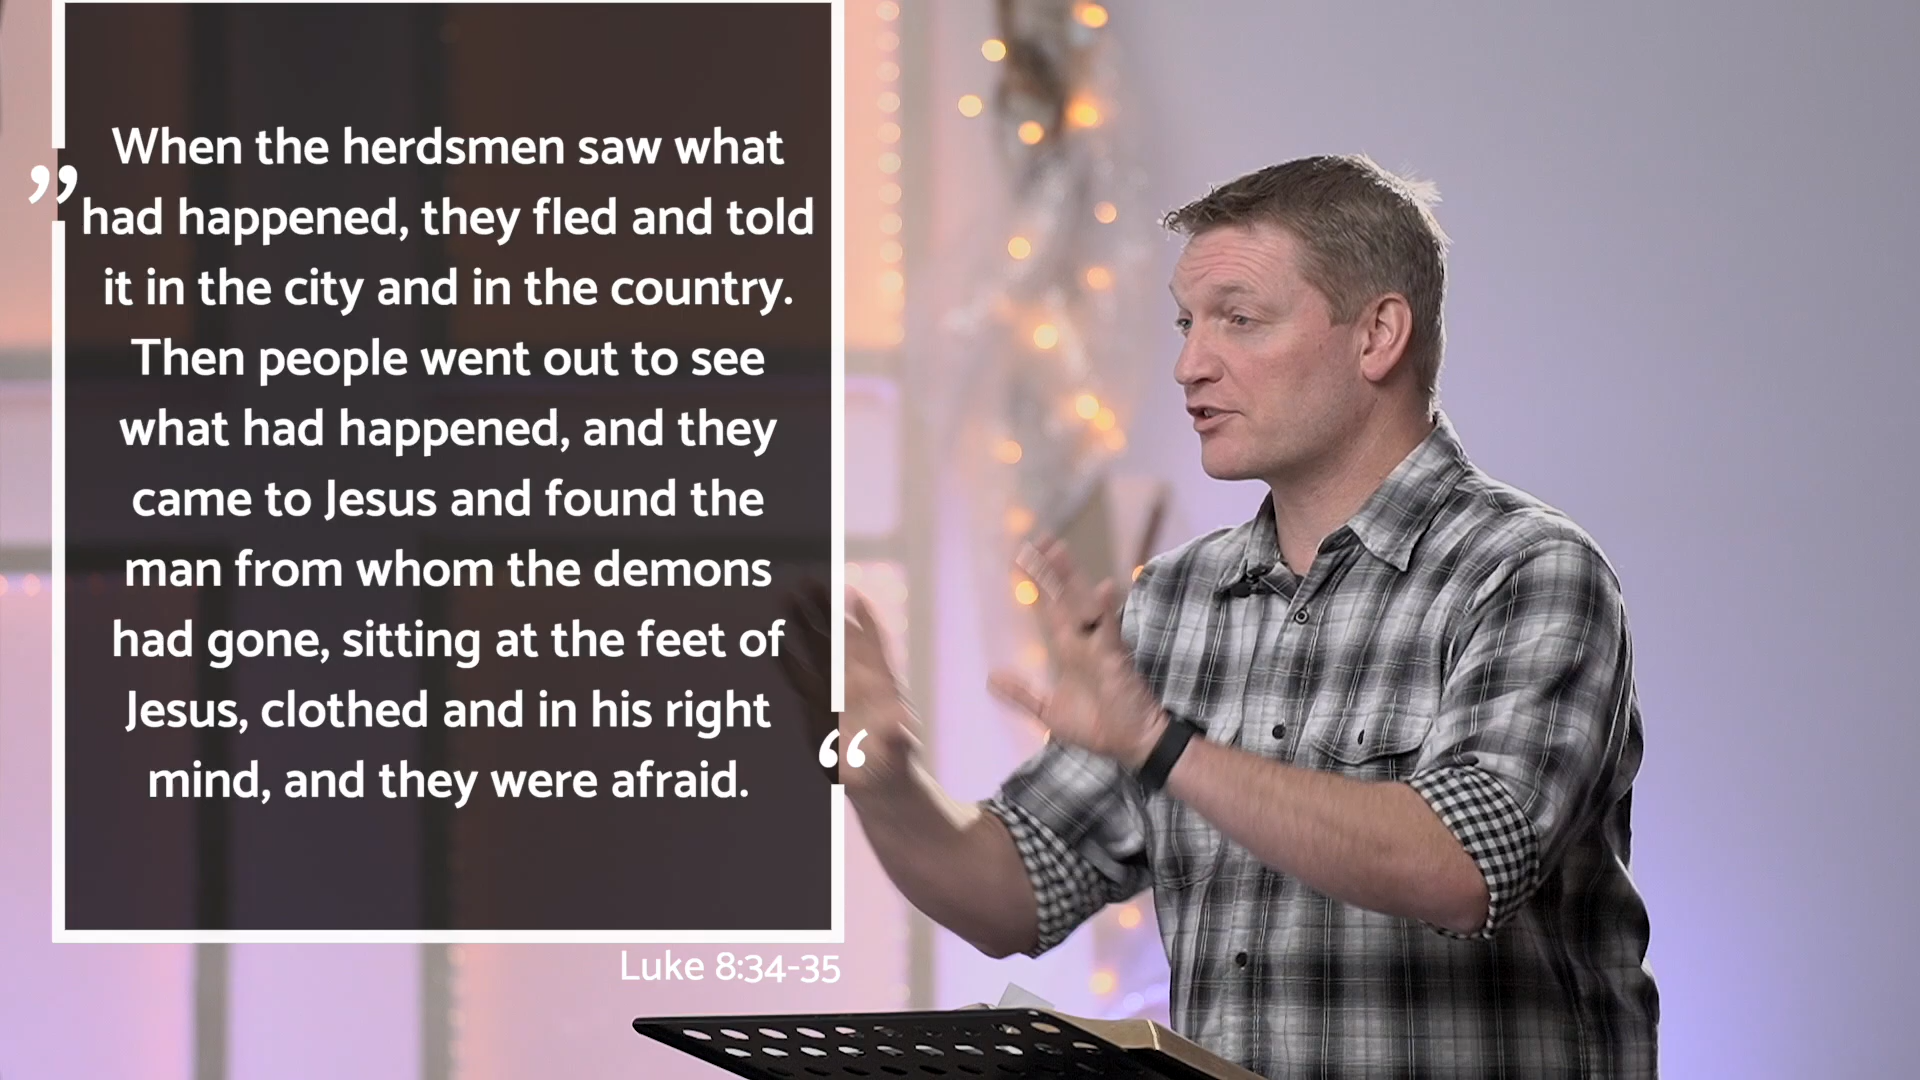 When the herdsmen saw what
had happened, they fled and told
it in the city and in the country.
Then people went out to see
what had happened, and they
came to Jesus and found the
man from whom the demons
had gone, sitting at the feet of
Jesus, clothed and in his right
mind, and they were afraid.
Luke 8:34-35